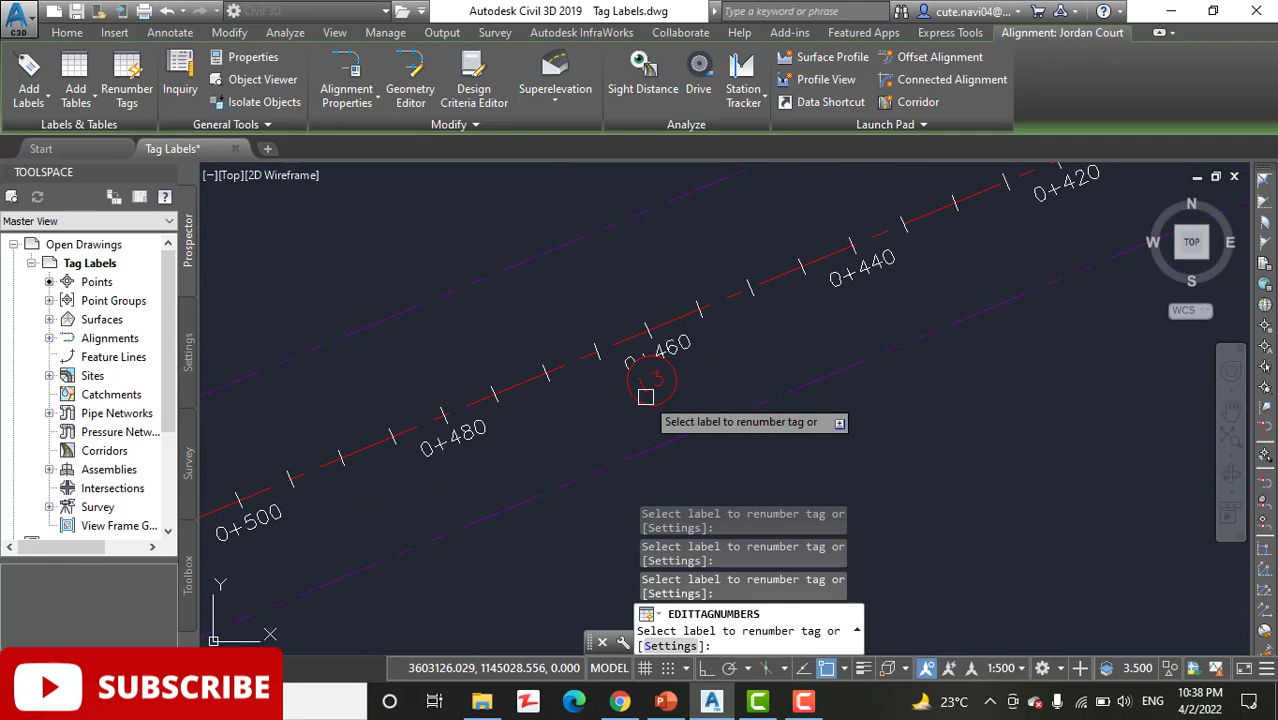 Civil 3D
Autodesk Civil 3D 2019 Tag Labels.dwg
Type a keyword or phrase
cute.navi04@...
C3D
Home Insert Annotate Modify Analyze View Manage Output Survey Autodesk InfraWorks Collaborate Help Add-ins Featured Apps Express Tools Alignment: Jordan Court
Add Labels
Add Tables
Renumber Tags
Labels & Tables
Inquiry
Properties
Object Viewer
Isolate Objects
General Tools
Alignment Properties
Geometry Editor
Design Criteria Editor
Superelevation
Modify
Sight Distance
Drive
Station Tracker
Analyze
Surface Profile
Profile View
Data Shortcut
Offset Alignment
Connected Alignment
Corridor
Launch Pad
Start
Tag Labels*
TOOLSPACE
Master View
Open Drawings
Tag Labels
Points
Point Groups
Surfaces
Alignments
Feature Lines
Sites
Catchments
Pipe Networks
Pressure Netw...
Corridors
Assemblies
Intersections
Survey
View Frame G...
Prospector
Settings
Survey
Toolbox
[−][Top][2D Wireframe]
0+420
0+440
0+460
0+480
0+500
N
W TOP E
S
WCS
Y
X
Select label to renumber tag or
Select label to renumber tag or
[Settings]:
Select label to renumber tag or
[Settings]:
Select label to renumber tag or
[Settings]:
EDITTAGNUMBERS
Select label to renumber tag or
[Settings]:
3603126.029, 1145028.556, 0.000 MODEL
1:500
3.500
SUBSCRIBE
23°C
ENG
10:38 PM
4/2/2022